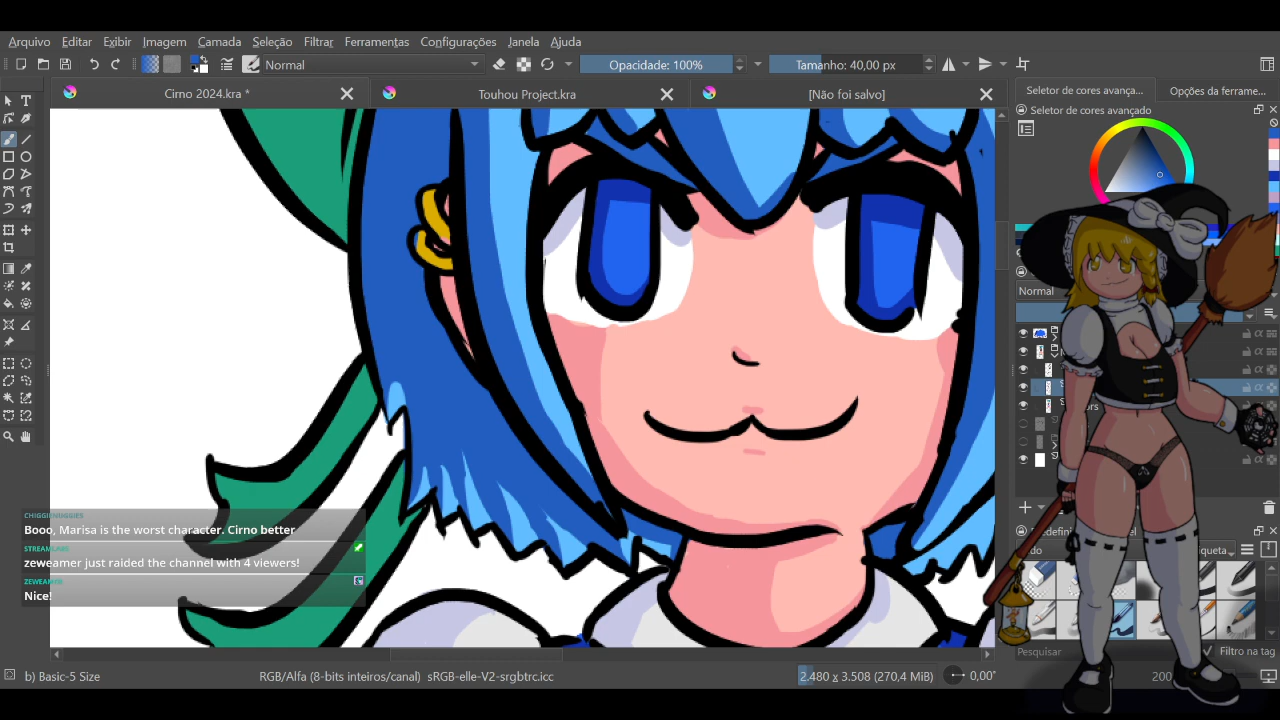 Arquivo Editar Exibir Imagem Camada Seleção Filtrar Ferramentas Configurações Janela Ajuda
Normal Opacidade: 100% Tamanho: 40,00 px
Cirno 2024.kra * Touhou Project.kra [Não foi salvo]
Seletor de cores avança... Opções da ferrame...
Seletor de cores avançado
Normal
CHIGGIENUGGIES
Booo, Marisa is the worst character. Cirno better
STREAMLABS
zeweamer just raided the channel with 4 viewers!
ZEWEAMER
Nice!
Pesquisar Filtro na tag
b) Basic-5 Size RGB/Alfa (8-bits inteiros/canal) sRGB-elle-V2-srgbtrc.icc 2.480 x 3.508 (270,4 MiB) 0,00° 200